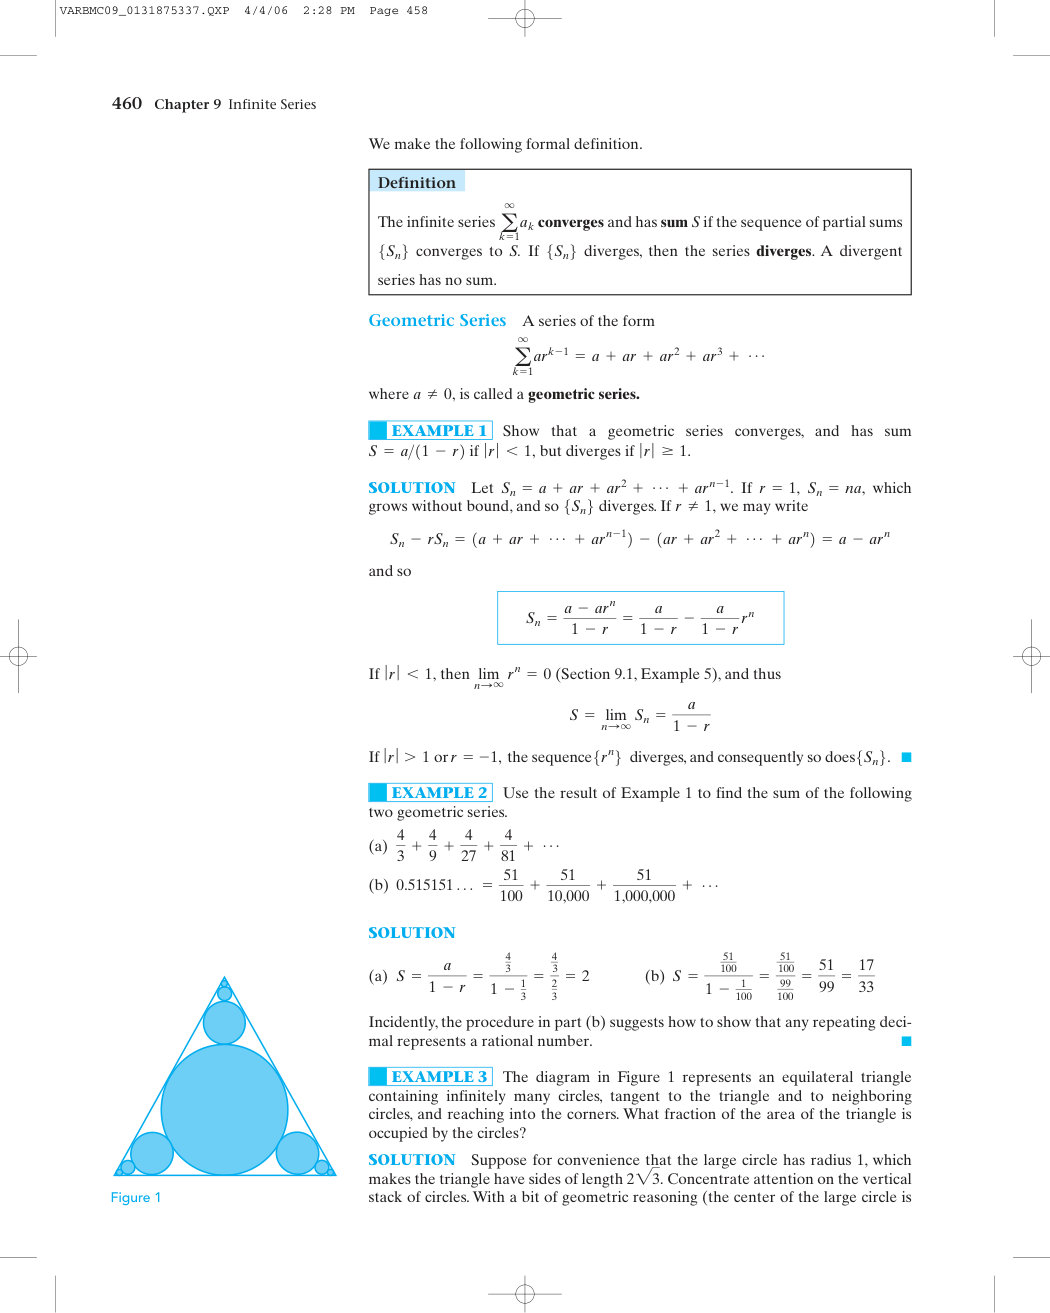 VARBMC09_0131875337.QXP 4/4/06 2:28 PM Page 458
460 Chapter 9 Infinite Series
We make the following formal definition.
Definition
The infinite series ∑_{k=1}^{∞} a_k converges and has sum S if the sequence of partial sums
{S_n} converges to S. If {S_n} diverges, then the series diverges. A divergent
series has no sum.
Geometric Series A series of the form
∑_{k=1}^{∞} ar^{k−1} = a + ar + ar² + ar³ + ⋯
where a ≠ 0, is called a geometric series.
EXAMPLE 1 Show that a geometric series converges, and has sum
S = a/(1 − r) if |r| < 1, but diverges if |r| ≥ 1.
SOLUTION Let S_n = a + ar + ar² + ⋯ + ar^{n−1}. If r = 1, S_n = na, which
grows without bound, and so {S_n} diverges. If r ≠ 1, we may write
S_n − rS_n = (a + ar + ⋯ + ar^{n−1}) − (ar + ar² + ⋯ + ar^n) = a − ar^n
and so
S_n = (a − ar^n)/(1 − r) = a/(1 − r) − a/(1 − r) r^n
If |r| < 1, then lim_{n→∞} r^n = 0 (Section 9.1, Example 5), and thus
S = lim_{n→∞} S_n = a/(1 − r)
If |r| > 1 or r = −1, the sequence {r^n} diverges, and consequently so does {S_n}.
EXAMPLE 2 Use the result of Example 1 to find the sum of the following
two geometric series.
(a) 4/3 + 4/9 + 4/27 + 4/81 + ⋯
(b) 0.515151 . . . = 51/100 + 51/10,000 + 51/1,000,000 + ⋯
SOLUTION
(a) S = a/(1 − r) = (4/3)/(1 − 1/3) = (4/3)/(2/3) = 2 (b) S = (51/100)/(1 − 1/100) = (51/100)/(99/100) = 51/99 = 17/33
Incidently, the procedure in part (b) suggests how to show that any repeating deci-
mal represents a rational number.
EXAMPLE 3 The diagram in Figure 1 represents an equilateral triangle
containing infinitely many circles, tangent to the triangle and to neighboring
circles, and reaching into the corners. What fraction of the area of the triangle is
occupied by the circles?
SOLUTION Suppose for convenience that the large circle has radius 1, which
makes the triangle have sides of length 2√3. Concentrate attention on the vertical
stack of circles. With a bit of geometric reasoning (the center of the large circle is
Figure 1